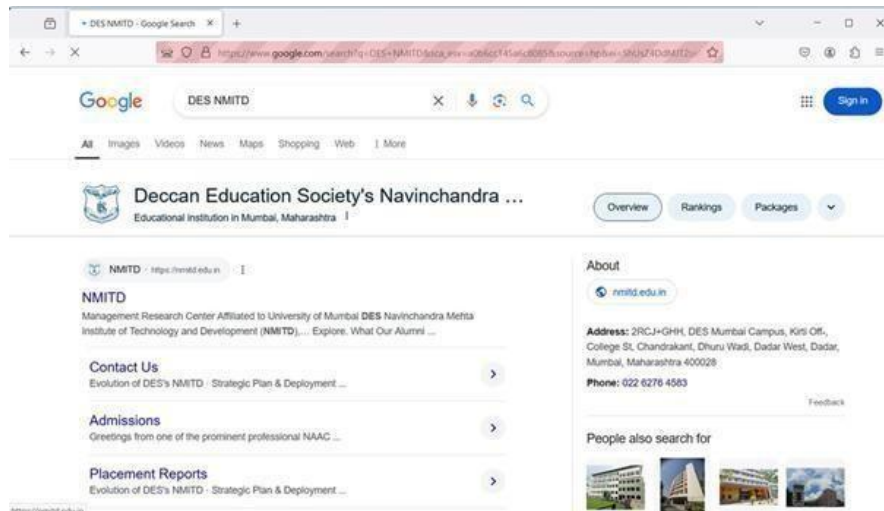 DES NMITD - Google Search
Google
DES NMITD
Sign in
All Images Videos News Maps Shopping Web More
Deccan Education Society's Navinchandra ...
Educational institution in Mumbai, Maharashtra
Overview Rankings Packages
NMITD · https://nmitd.edu.in
NMITD
Management Research Center Affiliated to University of Mumbai DES Navinchandra Mehta
Institute of Technology and Development (NMITD),... Explore. What Our Alumni ...
Contact Us
Evolution of DES's NMITD · Strategic Plan & Deployment ...
Admissions
Greetings from one of the prominent professional NAAC ...
Placement Reports
Evolution of DES's NMITD · Strategic Plan & Deployment ...
About
nmitd.edu.in
Address: 2RCJ+GHH, DES Mumbai Campus, Kirti Off-,
College St, Chandrakant, Dhuru Wadi, Dadar West, Dadar,
Mumbai, Maharashtra 400028
Phone: 022 6276 4583
Feedback
People also search for